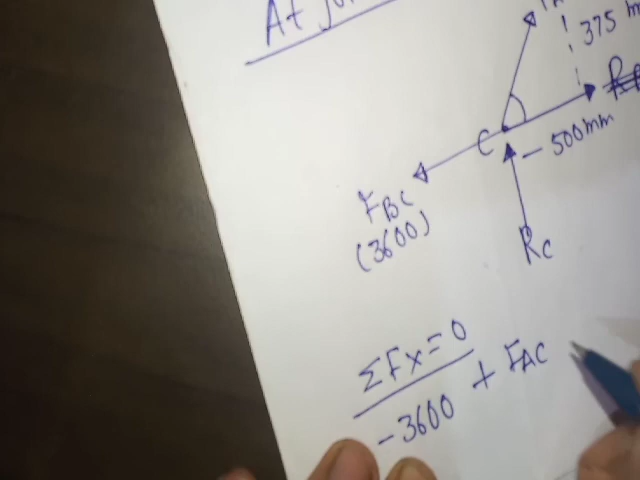 At
375
C
500mm
FBC
(3600)
RC
ΣFx=0
-3600 + FAC